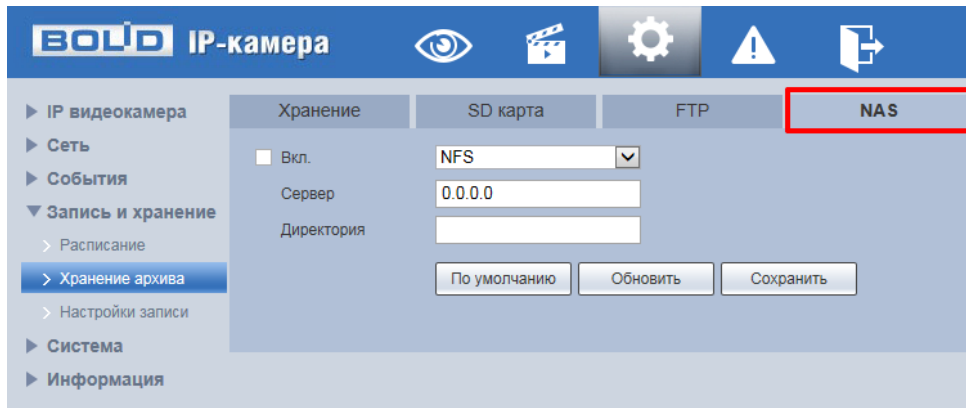 BOLID IP-камера
IP видеокамера
Сеть
События
Запись и хранение
Расписание
Хранение архива
Настройки записи
Система
Информация
Хранение SD карта FTP NAS
Вкл. NFS
Сервер 0.0.0.0
Директория
По умолчанию Обновить Сохранить